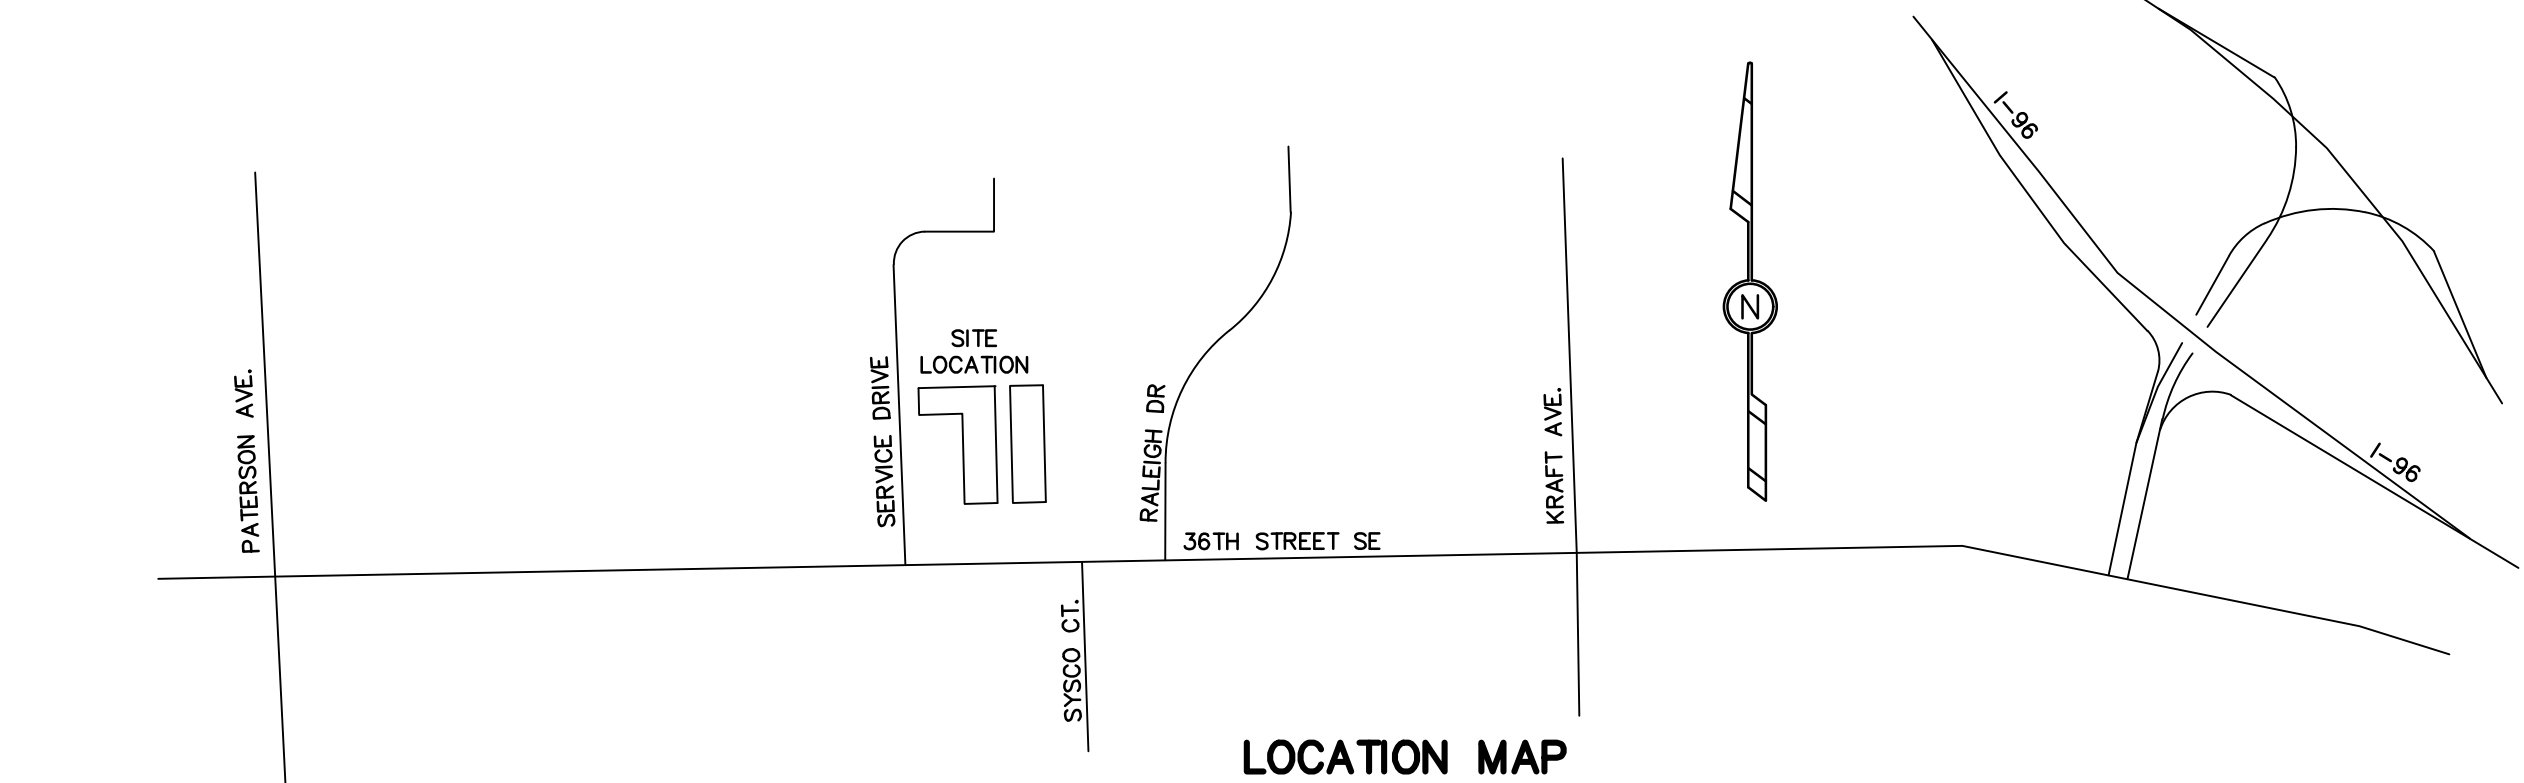 I-96
N
SITE
LOCATION
PATERSON AVE.
SERVICE DRIVE
RALEIGH DR
KRAFT AVE.
I-96
36TH STREET SE
SYSCO CT.
LOCATION MAP